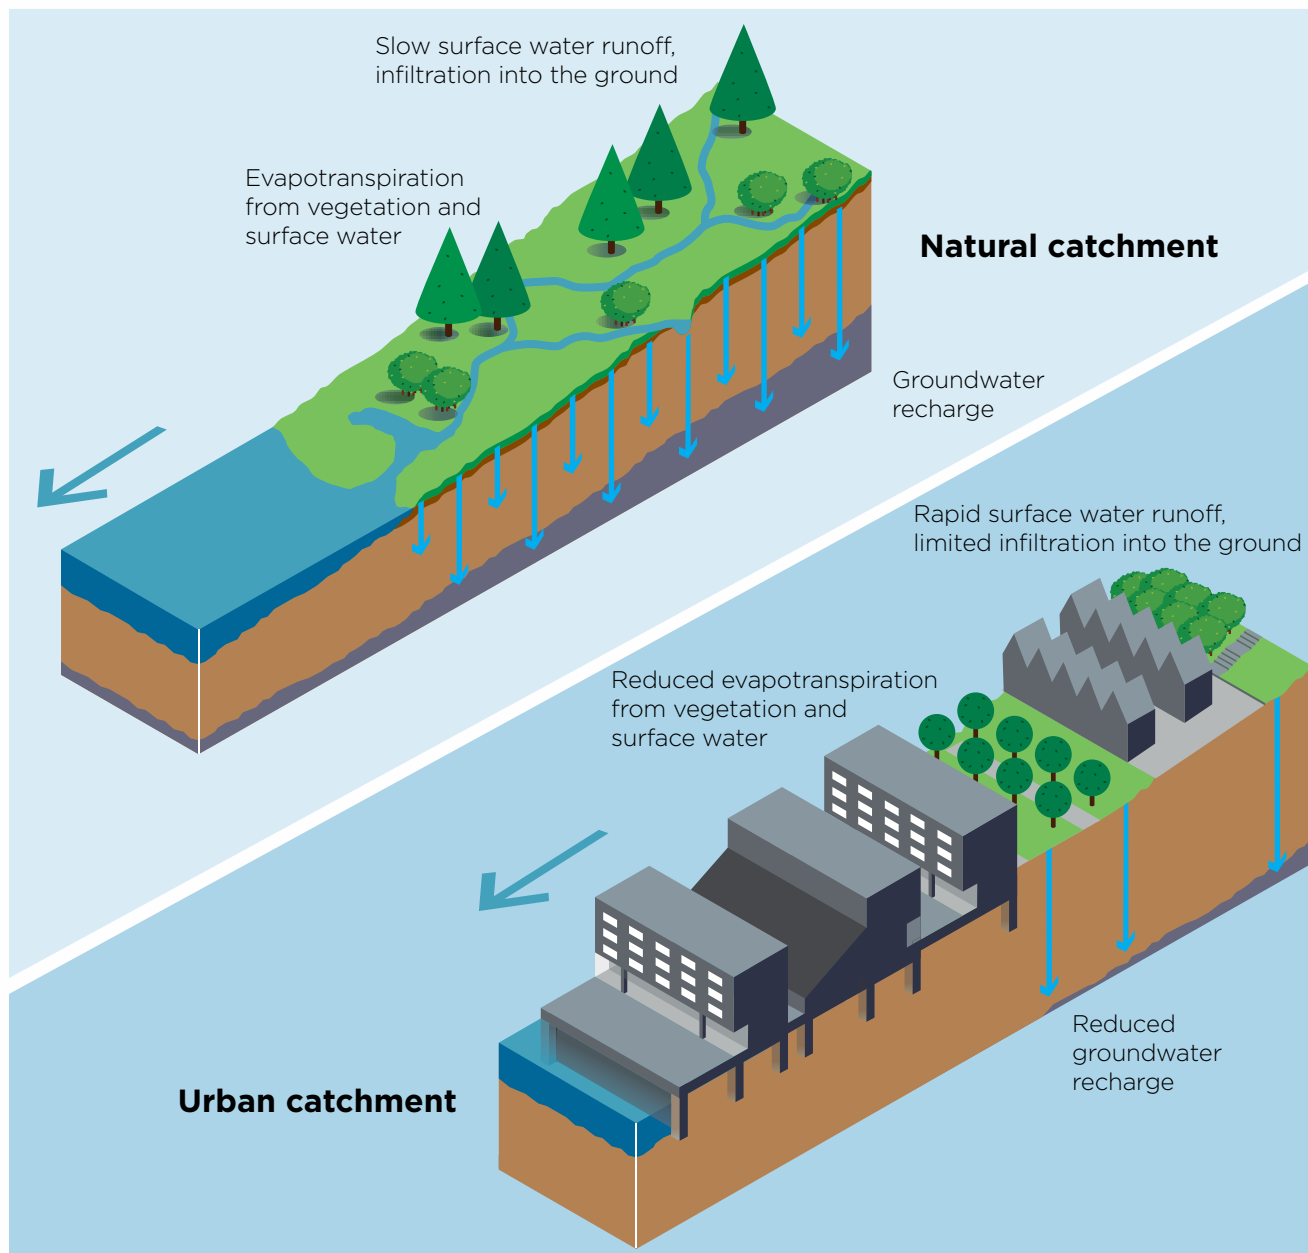 Slow surface water runoff,
infiltration into the ground
Evapotranspiration
from vegetation and
surface water
Natural catchment
Groundwater
recharge
Rapid surface water runoff,
limited infiltration into the ground
Reduced evapotranspiration
from vegetation and
surface water
Reduced
groundwater
recharge
Urban catchment